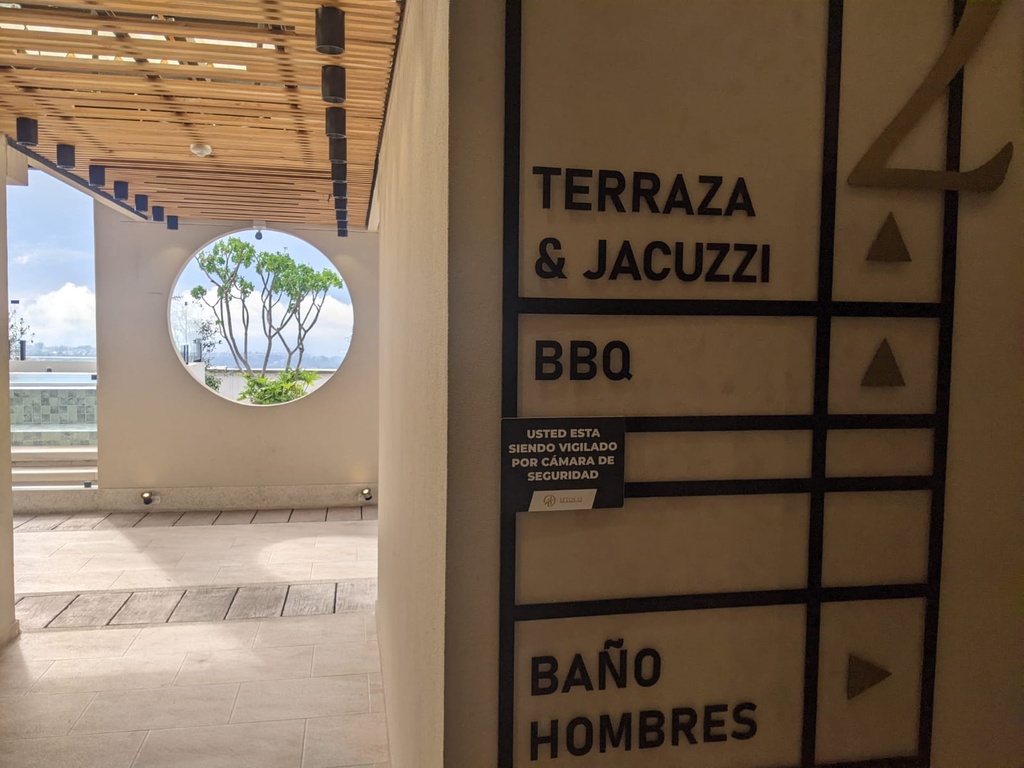 2
TERRAZA
& JACUZZI
BBQ
USTED ESTA
SIENDO VIGILADO
POR CÁMARA DE
SEGURIDAD
BAÑO
HOMBRES